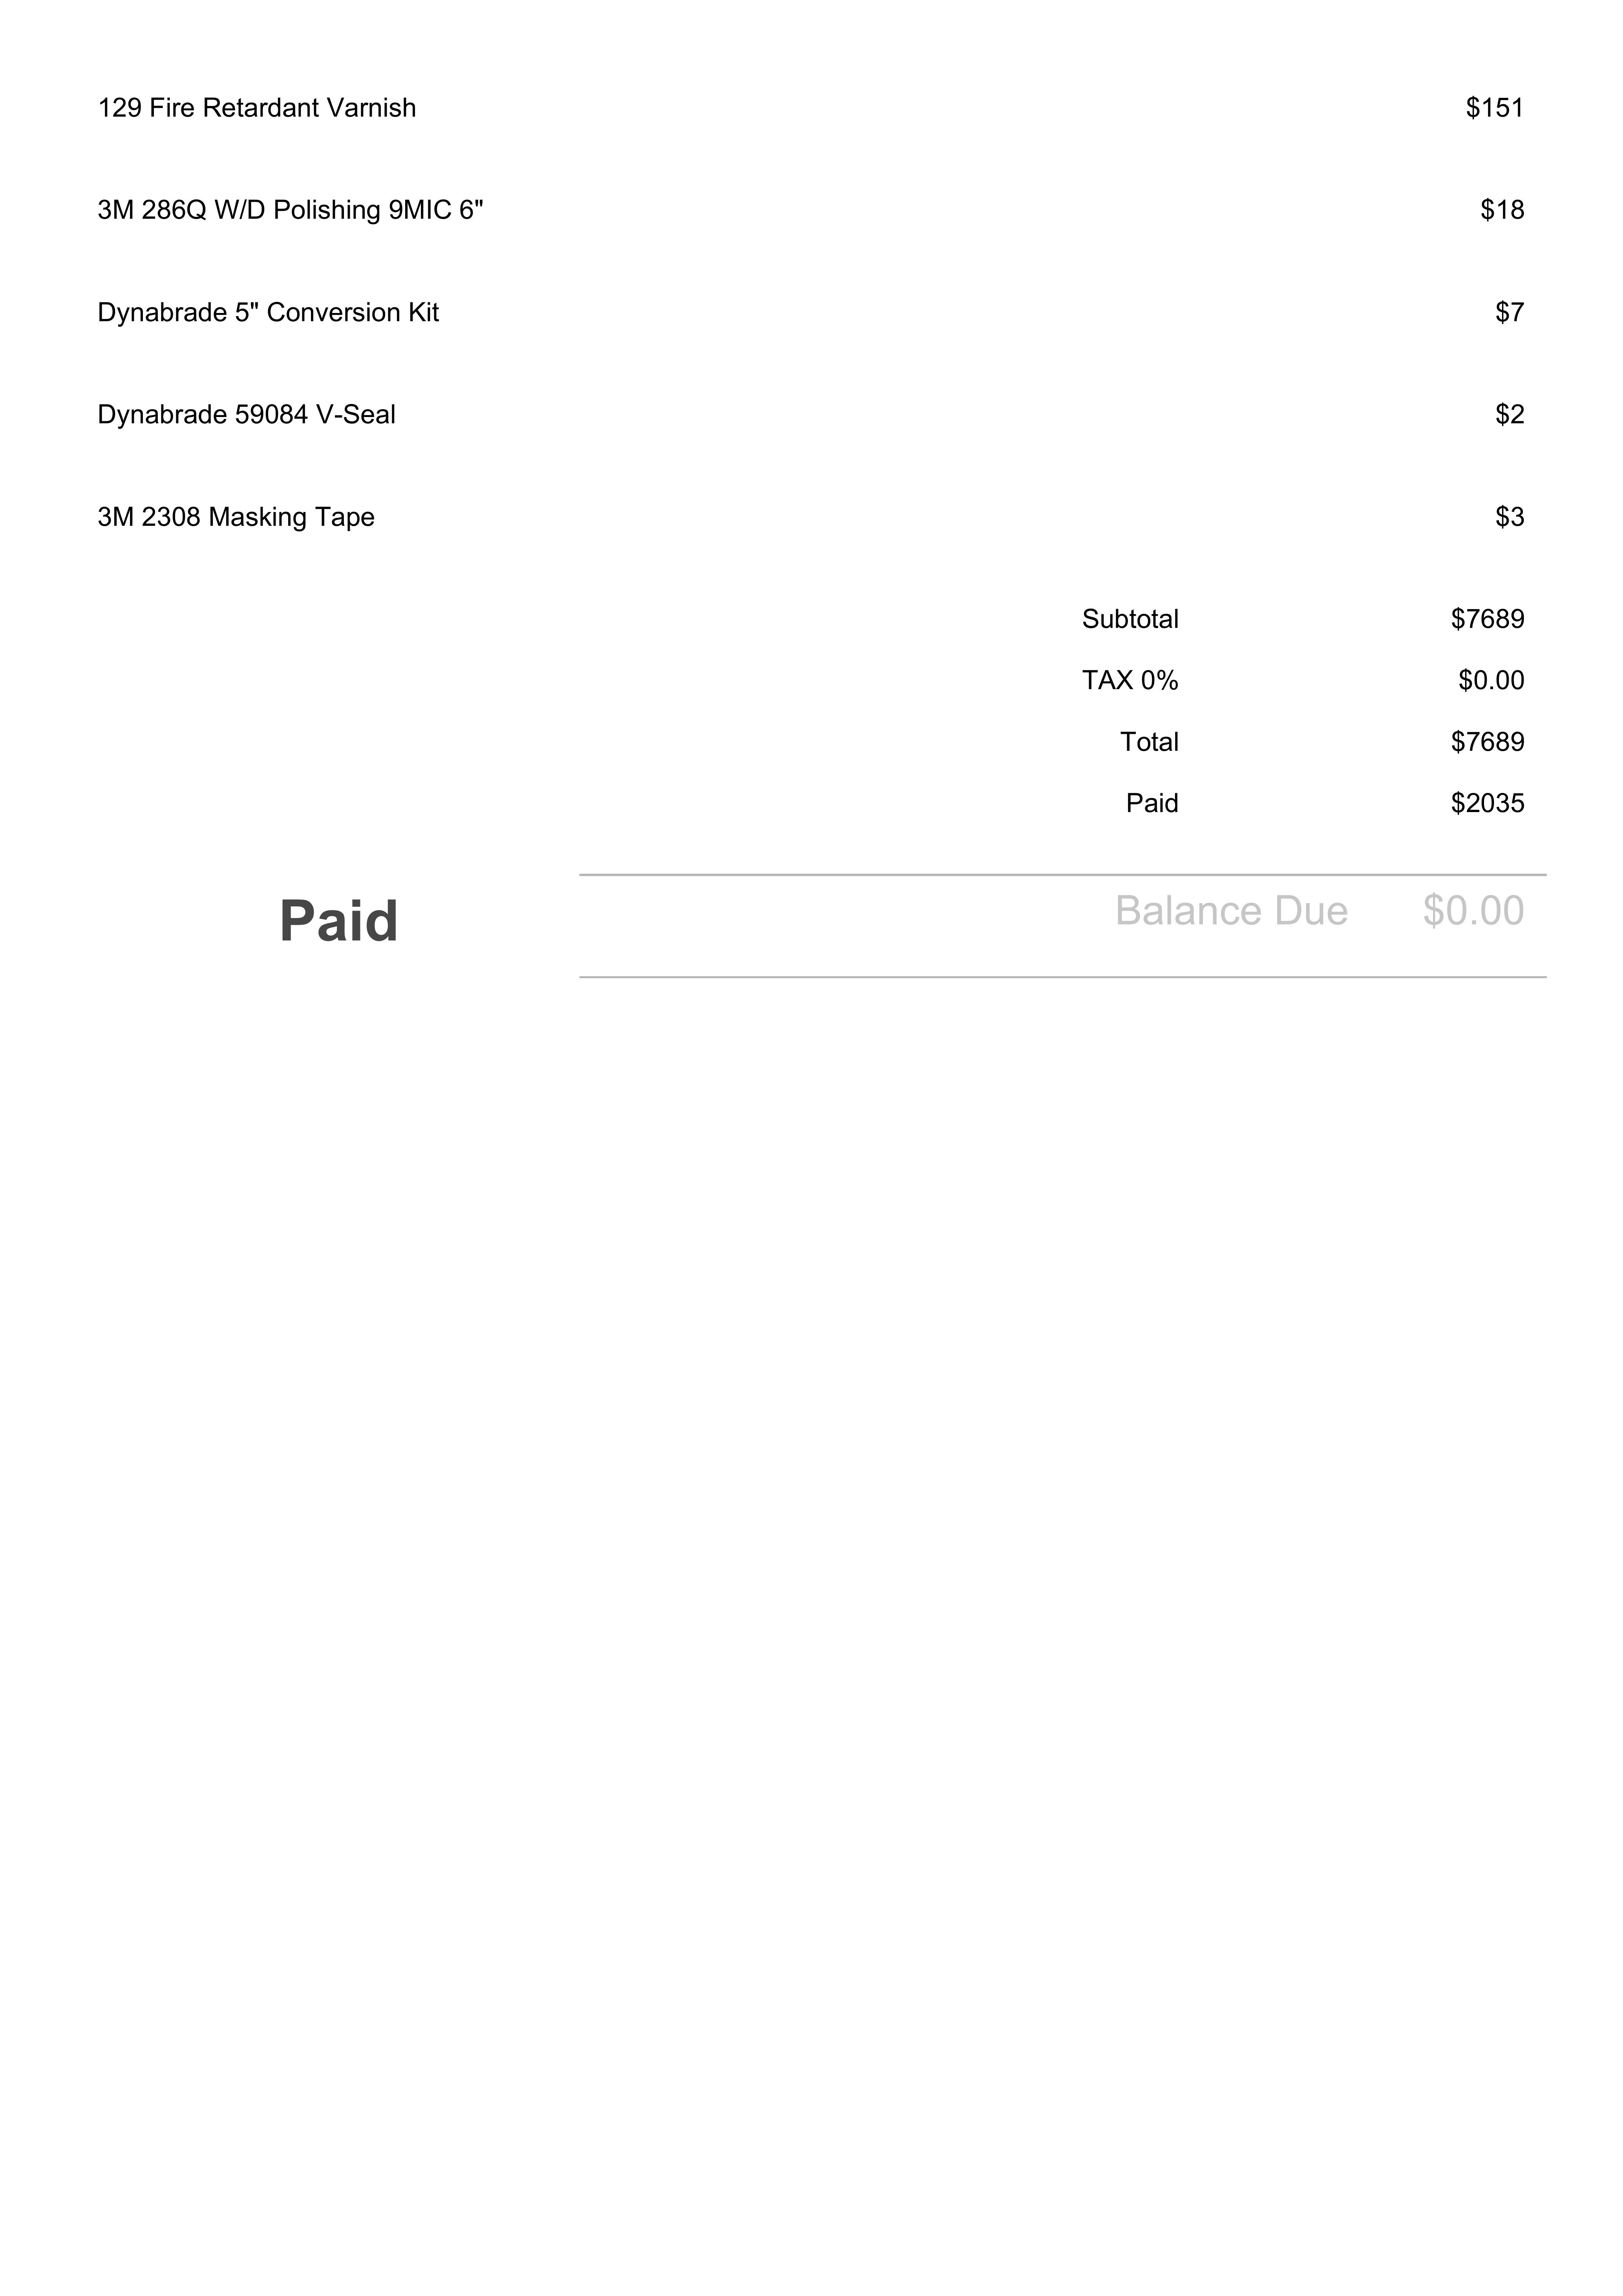 129 Fire Retardant Varnish $151
3M 286Q W/D Polishing 9MIC 6" $18
Dynabrade 5" Conversion Kit $7
Dynabrade 59084 V-Seal $2
3M 2308 Masking Tape $3
Subtotal $7689
TAX 0% $0.00
Total $7689
Paid $2035
Paid
Balance Due $0.00